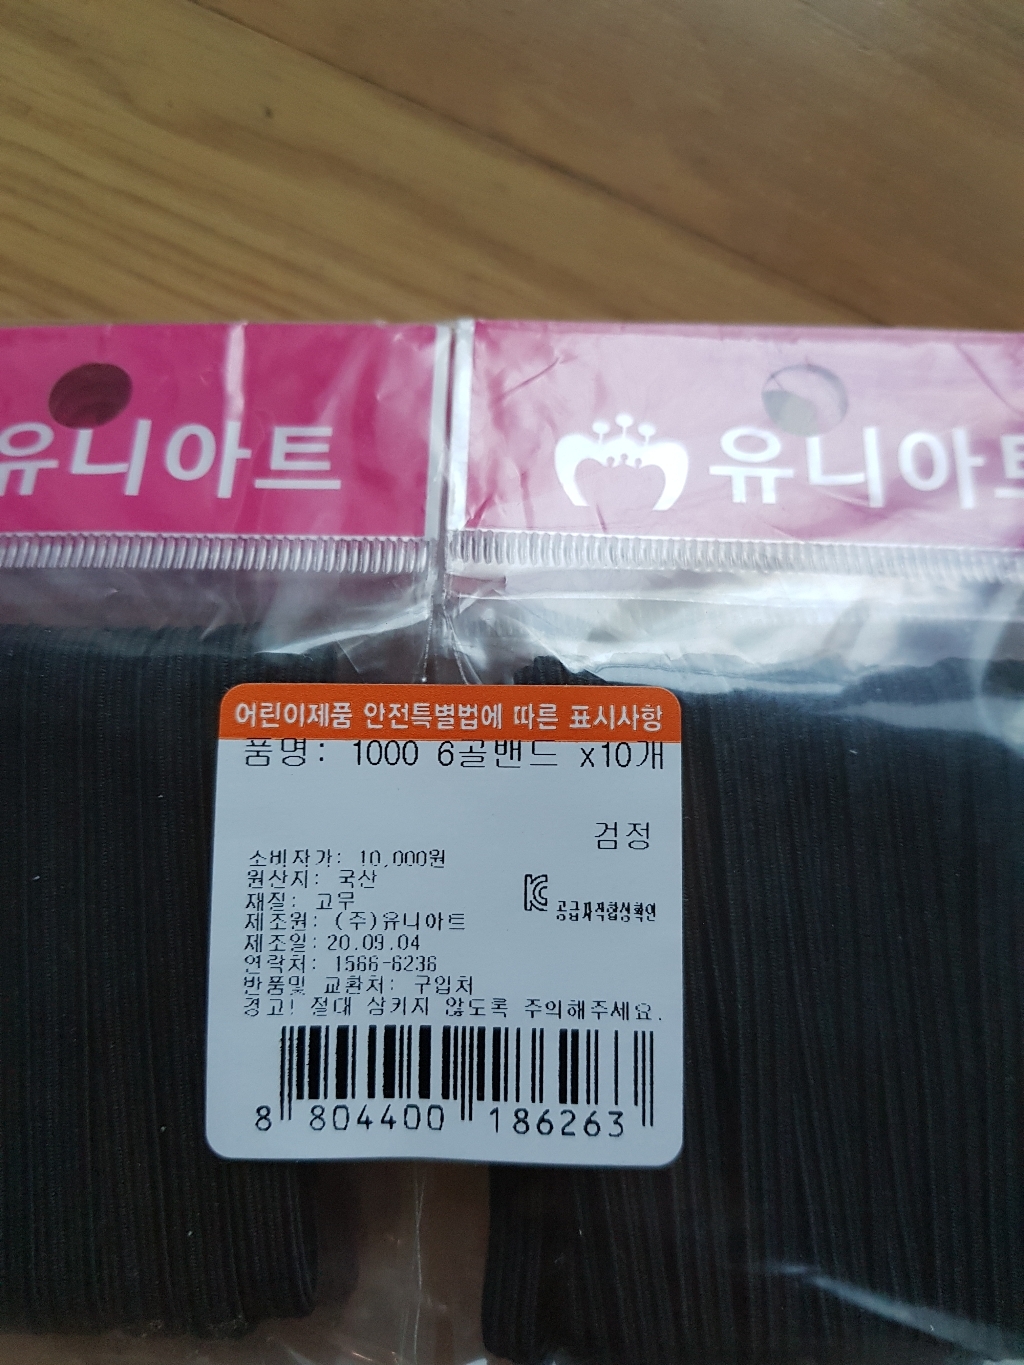 유니아트
유니아트
어린이제품 안전특별법에 따른 표시사항
품명: 1000 6골밴드 x10개
검정
소비자가: 10,000원
원산지: 국산
재질: 고무
공급자적합성확인
제조원: (주)유니아트
제조일: 20.09.04
연락처: 1566-6236
반품및 교환처: 구입처
경고! 절대 삼키지 않도록 주의해주세요.
8 804400 186263